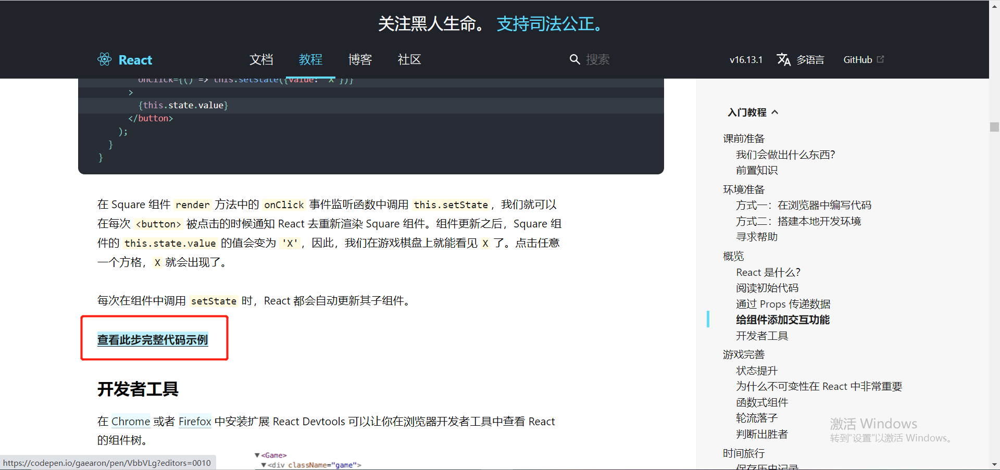 关注黑人生命。 支持司法公正。
React 文档 教程 博客 社区 搜索 v16.13.1 多语言 GitHub
onClick={() => this.setState({value: 'X'})}
>
{this.state.value}
</button>
);
}
}
在 Square 组件 render 方法中的 onClick 事件监听函数中调用 this.setState，我们就可以
在每次 <button> 被点击的时候通知 React 去重新渲染 Square 组件。组件更新之后，Square 组
件的 this.state.value 的值会变为 'X'，因此，我们在游戏棋盘上就能看见 X 了。点击任意
一个方格，X 就会出现了。
每次在组件中调用 setState 时，React 都会自动更新其子组件。
查看此步完整代码示例
开发者工具
在 Chrome 或者 Firefox 中安装扩展 React Devtools 可以让你在浏览器开发者工具中查看 React
的组件树。
▼<Game>
▼<div className="game">
https://codepen.io/gaearon/pen/VbbVLg?editors=0010
入门教程
课前准备
我们会做出什么东西？
前置知识
环境准备
方式一：在浏览器中编写代码
方式二：搭建本地开发环境
寻求帮助
概览
React 是什么？
阅读初始代码
通过 Props 传递数据
给组件添加交互功能
开发者工具
游戏完善
状态提升
为什么不可变性在 React 中非常重要
函数式组件
轮流落子
判断出胜者
时间旅行
保存历史记录
激活 Windows
转到“设置”以激活 Windows。